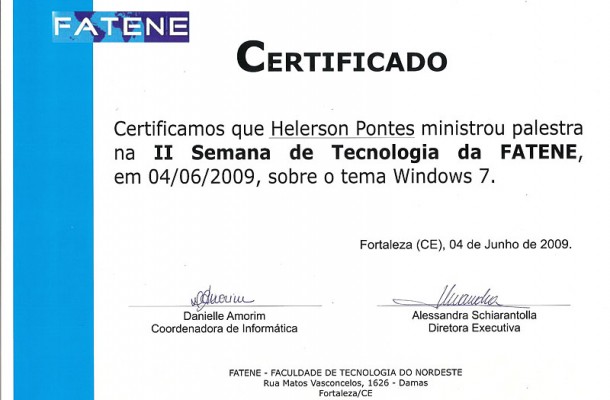 FATENE
CERTIFICADO
Certificamos que Helerson Pontes ministrou palestra
na II Semana de Tecnologia da FATENE,
em 04/06/2009, sobre o tema Windows 7.
Fortaleza (CE), 04 de Junho de 2009.
Danielle Amorim
Coordenadora de Informática
Alessandra Schiarantolla
Diretora Executiva
FATENE - FACULDADE DE TECNOLOGIA DO NORDESTE
Rua Matos Vasconcelos, 1626 - Damas
Fortaleza/CE